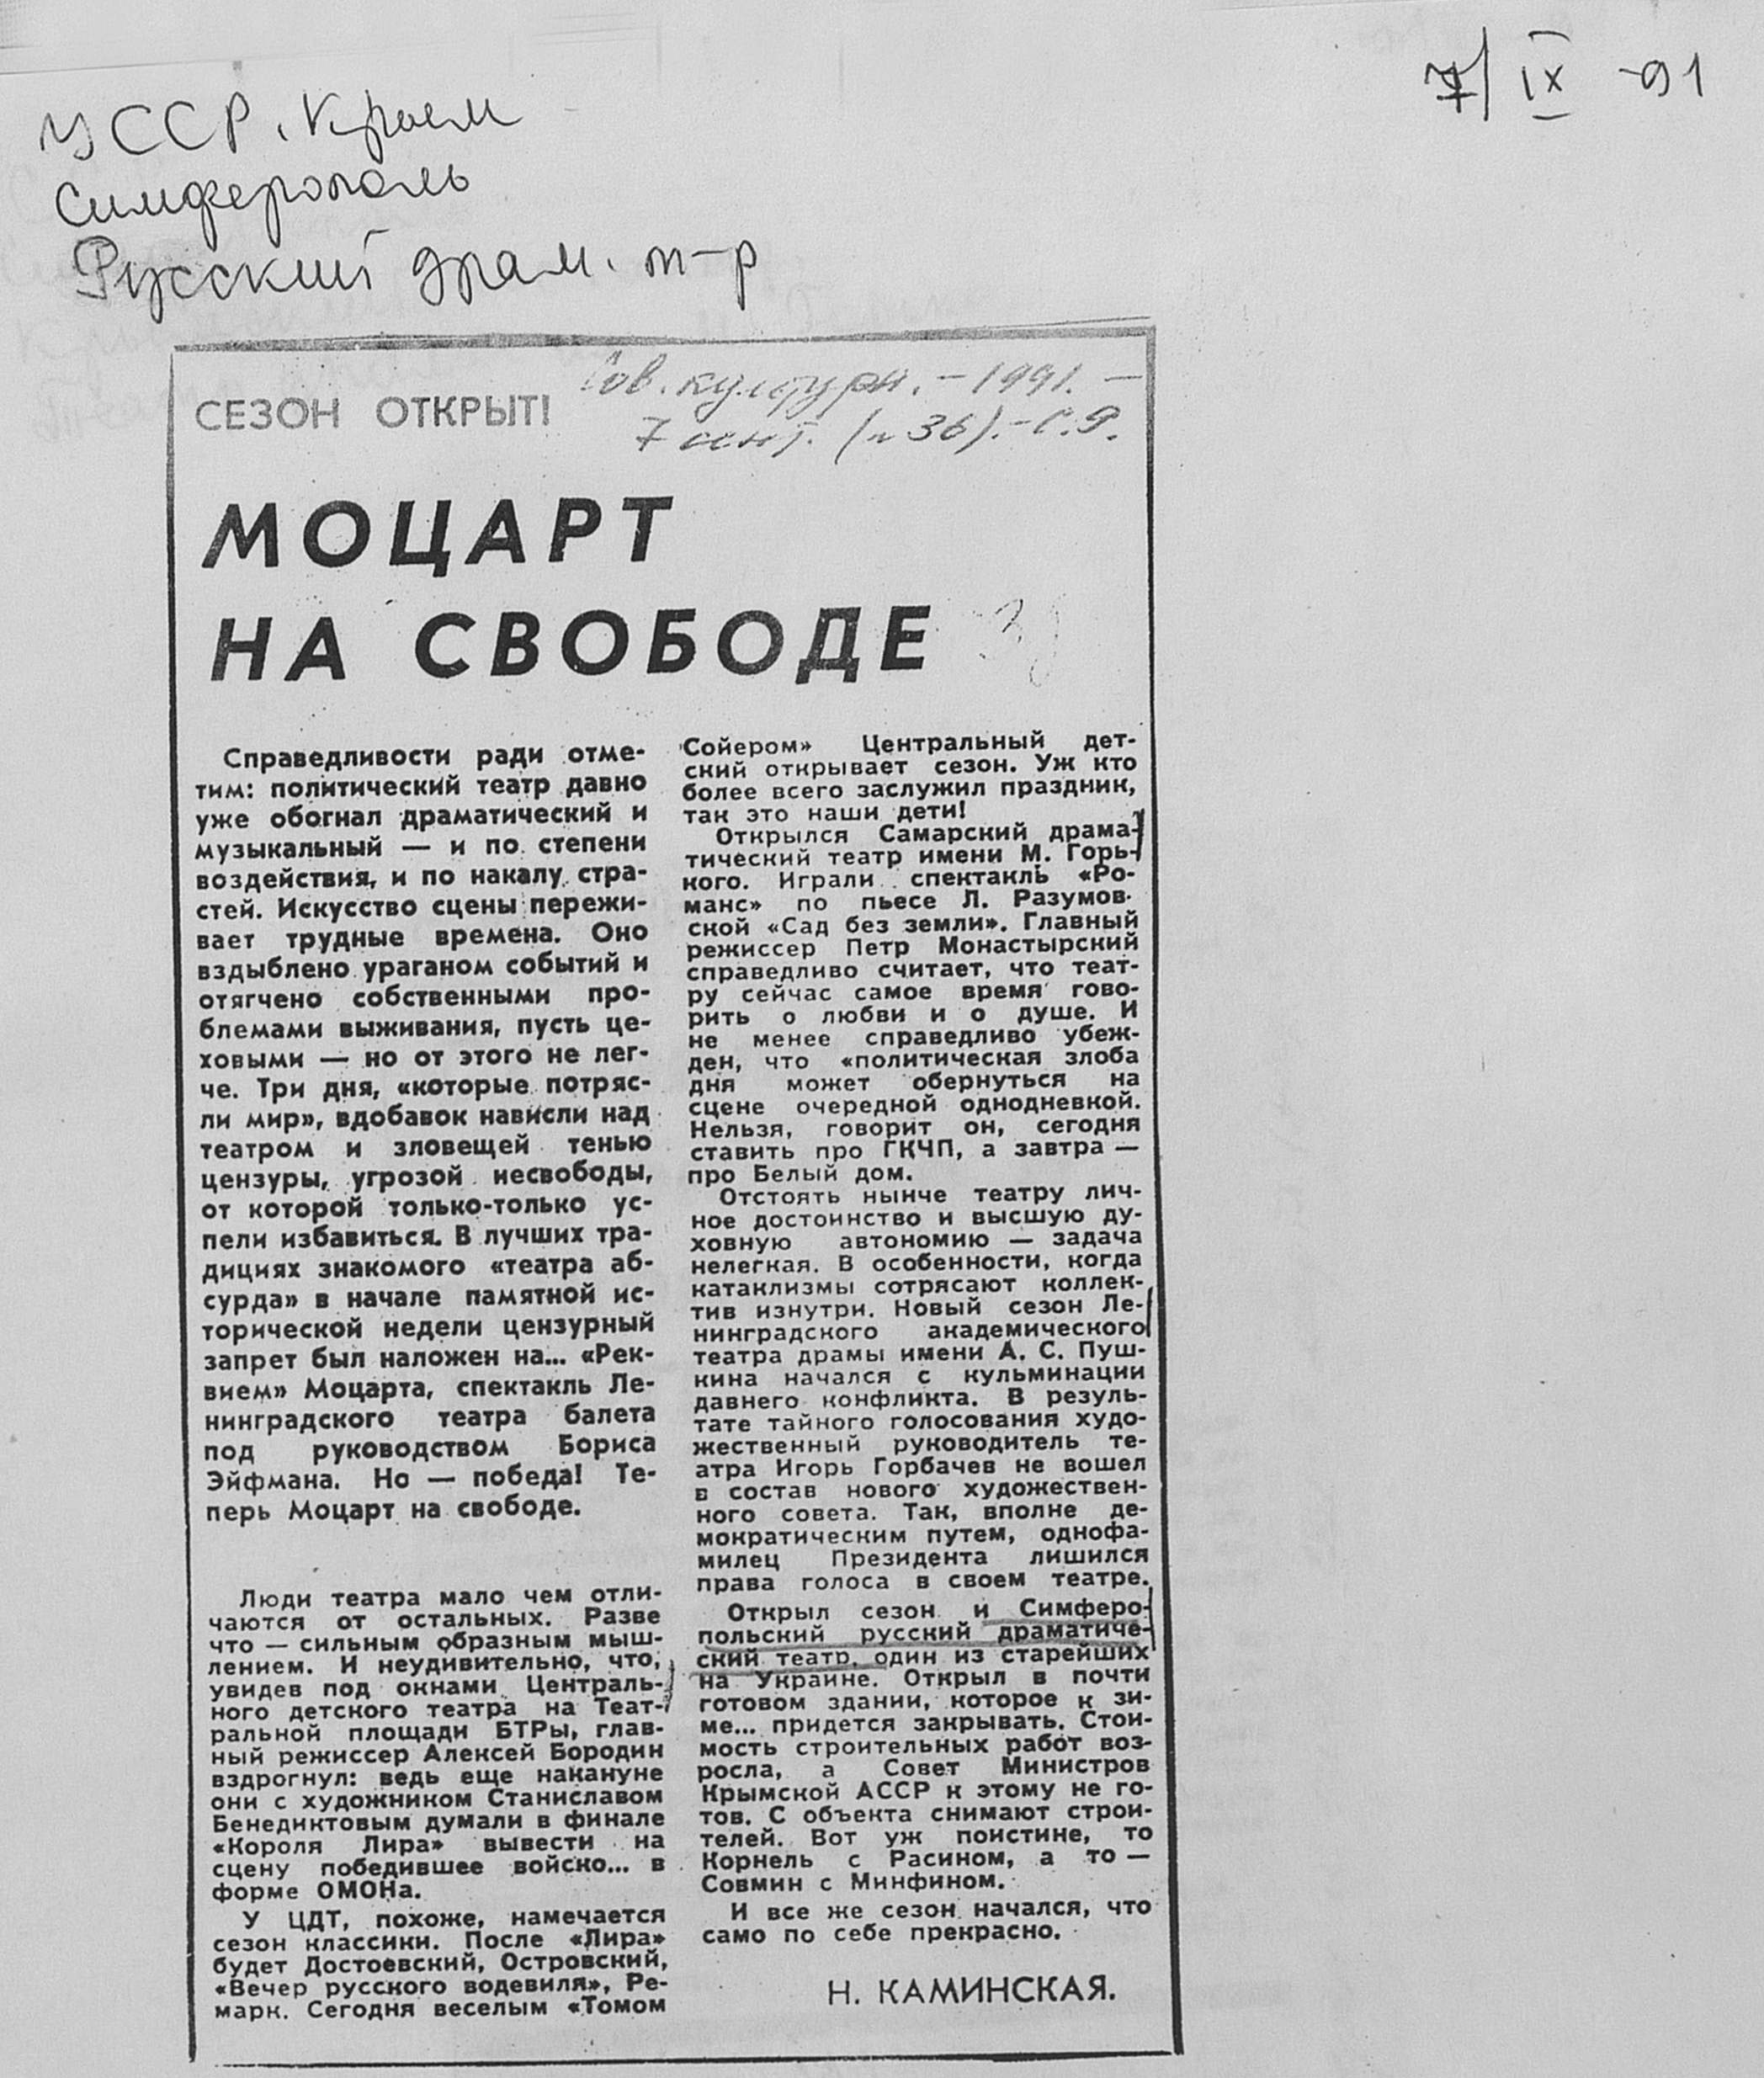 7/IX -91
УССР, Крым
Симферополь
Русский драм. т-р
Сов. культура. – 1991. –
7 сент. (№ 36). – С. 9.
СЕЗОН ОТКРЫТ!
МОЦАРТ
НА СВОБОДЕ
Справедливости ради отме-
тим: политический театр давно
уже обогнал драматический и
музыкальный — и по степени
воздействия, и по накалу стра-
стей. Искусство сцены пережи-
вает трудные времена. Оно
вздыблено ураганом событий и
отягчено собственными про-
блемами выживания, пусть це-
ховыми — но от этого не лег-
че. Три дня, «которые потряс-
ли мир», вдобавок нависли над
театром и зловещей тенью
цензуры, угрозой несвободы,
от которой только-только ус-
пели избавиться. В лучших тра-
дициях знакомого «театра аб-
сурда» в начале памятной ис-
торической недели цензурный
запрет был наложен на... «Рек-
вием» Моцарта, спектакль Ле-
нинградского театра балета
под руководством Бориса
Эйфмана. Но — победа! Те-
перь Моцарт на свободе.
Люди театра мало чем отли-
чаются от остальных. Разве
что — сильным образным мыш-
лением. И неудивительно, что,
увидев под окнами Централь-
ного детского театра на Теат-
ральной площади БТРы, глав-
ный режиссер Алексей Бородин
вздрогнул: ведь еще накануне
они с художником Станиславом
Бенедиктовым думали в финале
«Короля Лира» вывести на
сцену победившее войско... в
форме ОМОНа.
У ЦДТ, похоже, намечается
сезон классики. После «Лира»
будет Достоевский, Островский,
«Вечер русского водевиля», Ре-
марк. Сегодня веселым «Томом
Сойером» Центральный дет-
ский открывает сезон. Уж кто
более всего заслужил праздник,
так это наши дети!
Открылся Самарский драма-
тический театр имени М. Горь-
кого. Играли спектакль «Ро-
манс» по пьесе Л. Разумов-
ской «Сад без земли». Главный
режиссер Петр Монастырский
справедливо считает, что теат-
ру сейчас самое время гово-
рить о любви и о душе. И
не менее справедливо убеж-
ден, что «политическая злоба
дня может обернуться на
сцене очередной однодневкой.
Нельзя, говорит он, сегодня
ставить про ГКЧП, а завтра —
про Белый дом.
Отстоять нынче театру лич-
ное достоинство и высшую ду-
ховную автономию — задача
нелегкая. В особенности, когда
катаклизмы сотрясают коллек-
тив изнутри. Новый сезон Ле-
нинградского академического
театра драмы имени А. С. Пуш-
кина начался с кульминации
давнего конфликта. В резуль-
тате тайного голосования худо-
жественный руководитель те-
атра Игорь Горбачев не вошел
в состав нового художествен-
ного совета. Так, вполне де-
мократическим путем, однофа-
милец Президента лишился
права голоса в своем театре.
Открыл сезон и Симферо-
польский русский драматиче-
ский театр, один из старейших
на Украине. Открыл в почти
готовом здании, которое к зи-
ме... придется закрывать. Стои-
мость строительных работ воз-
росла, а Совет Министров
Крымской АССР к этому не го-
тов. С объекта снимают строи-
телей. Вот уж поистине, то
Корнель с Расином, а то —
Совмин с Минфином.
И все же сезон начался, что
само по себе прекрасно.
Н. КАМИНСКАЯ.